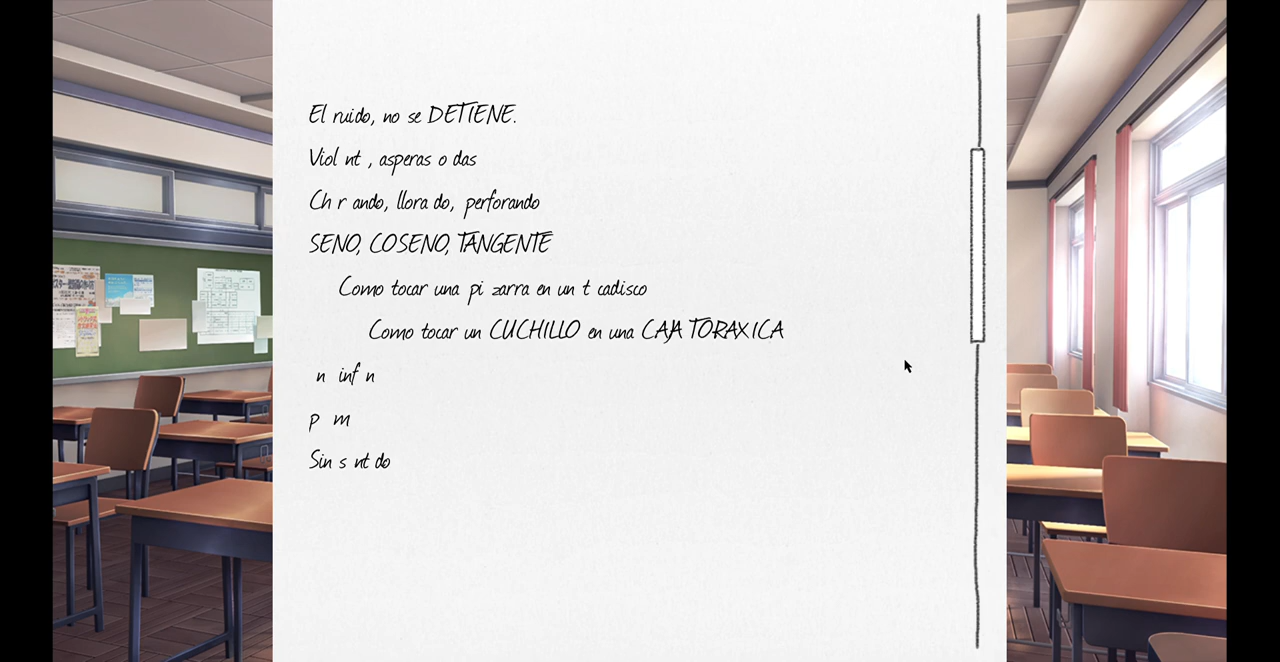 El ruido, no se DETIENE.
Viol nt , asperas o das
Ch r ando, llora do, perforando
SENO, COSENO, TANGENTE
Como tocar una pi zarra en un t cadisco
Como tocar un CUCHILLO en una CAJA TORAXICA
n inf n
p m
Sin s nt do